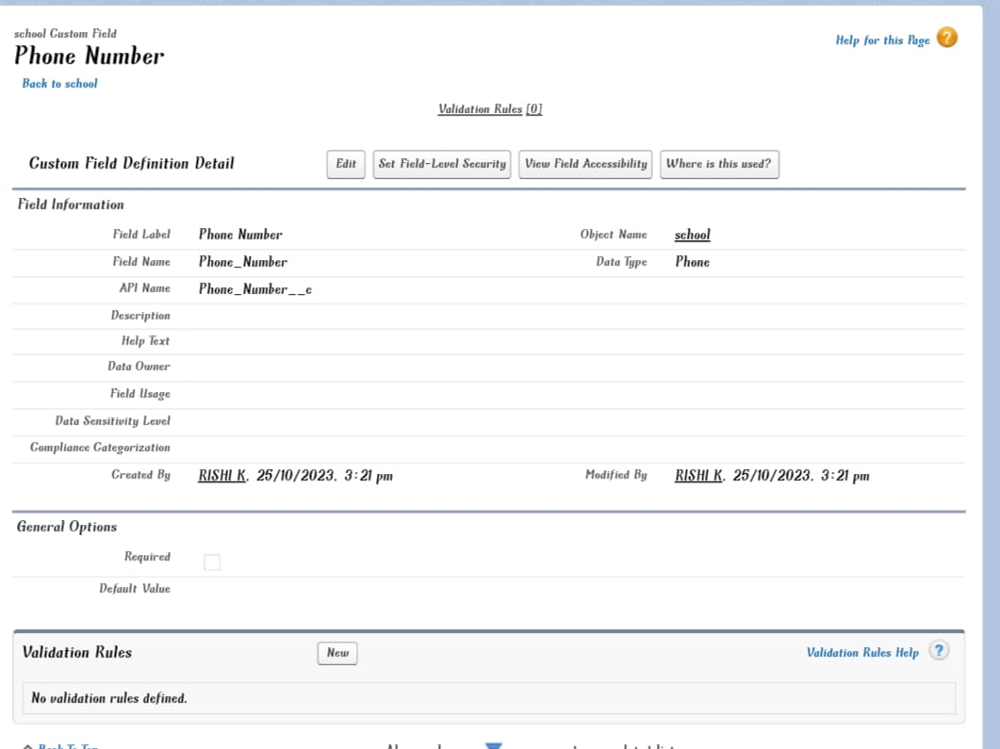 school Custom Field
Phone Number
Help for this Page ?
Back to school
Validation Rules [0]
Custom Field Definition Detail
Edit
Set Field-Level Security
View Field Accessibility
Where is this used?
Field Information
Field Label Phone Number Object Name school
Field Name Phone_Number Data Type Phone
API Name Phone_Number__c
Description
Help Text
Data Owner
Field Usage
Data Sensitivity Level
Compliance Categorization
Created By RISHI K, 25/10/2023, 3:21 pm Modified By RISHI K, 25/10/2023, 3:21 pm
General Options
Required
Default Value
Validation Rules New Validation Rules Help ?
No validation rules defined.
Back To Top